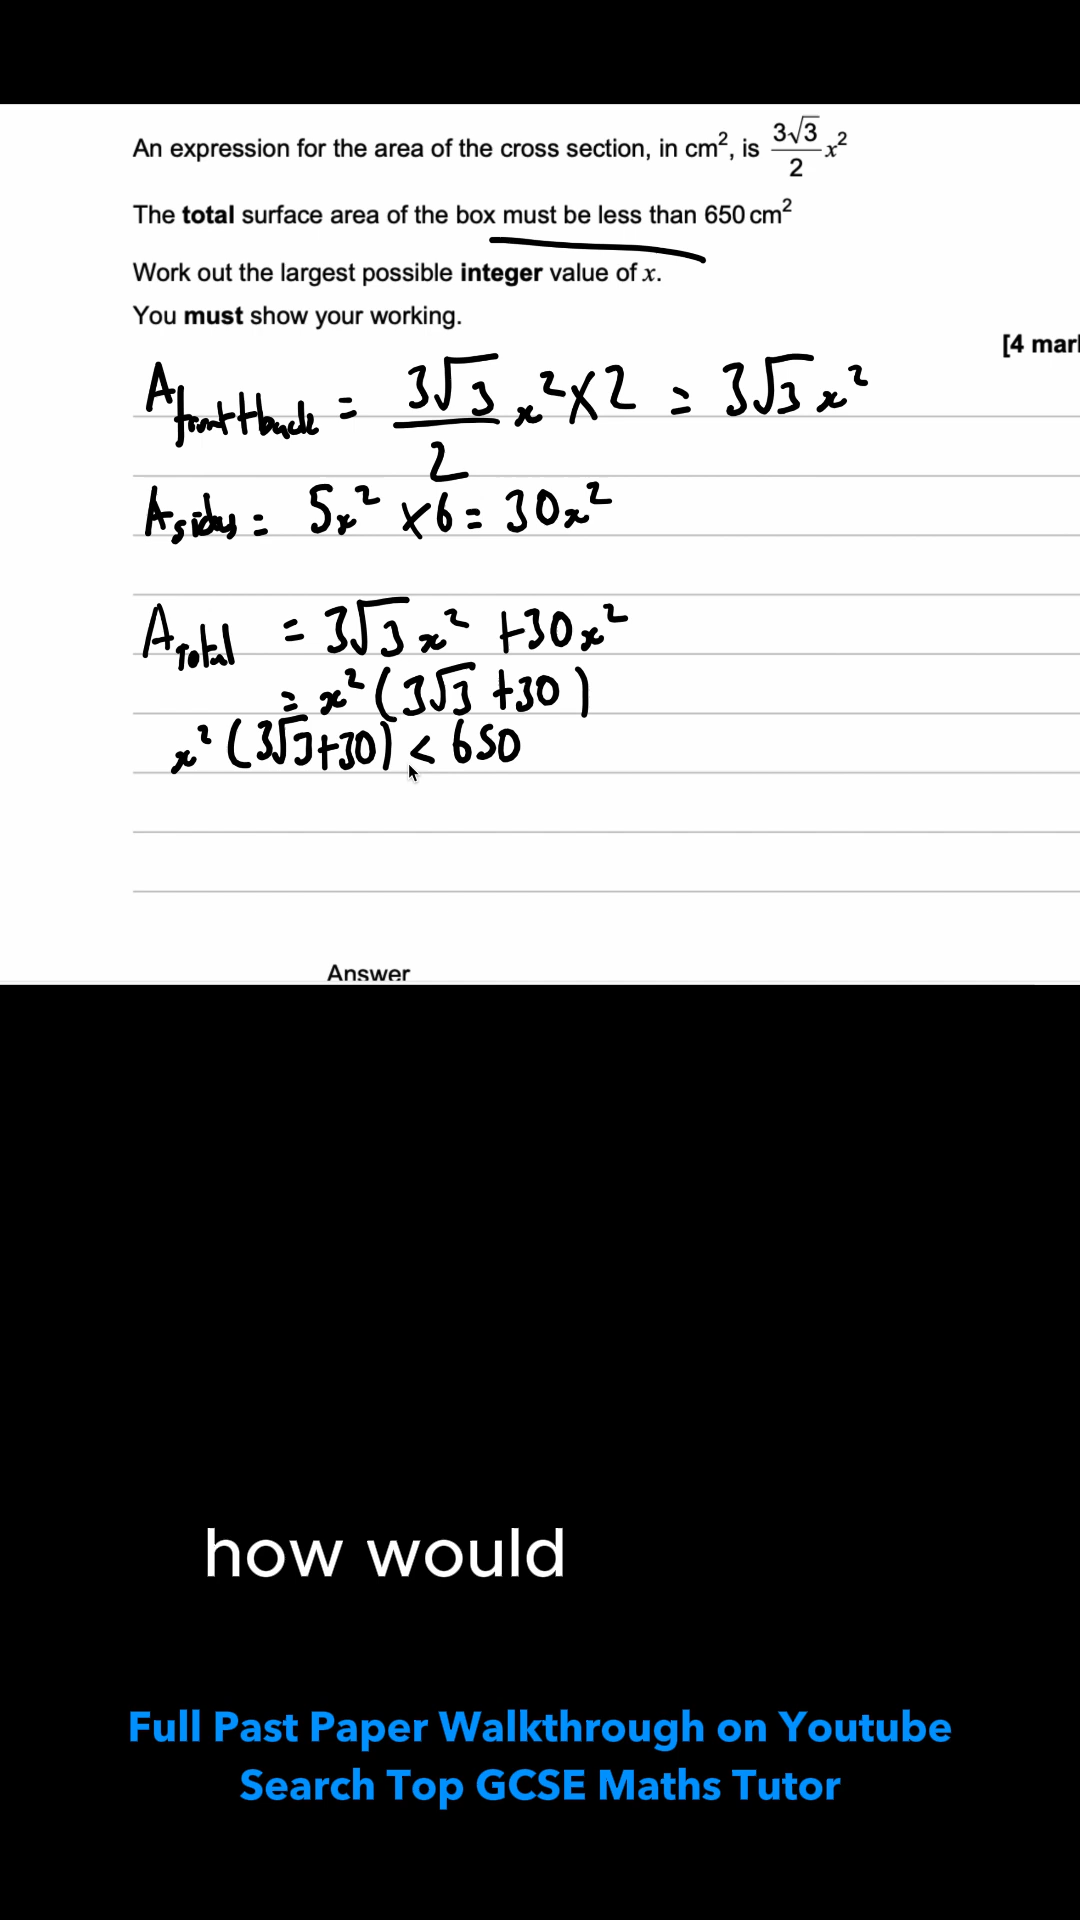 An expression for the area of the cross section, in cm², is 3√3/2 x²
The total surface area of the box must be less than 650 cm²
Work out the largest possible integer value of x.
You must show your working.
[4 mar
A front+back = 3√3/2 x² × 2 = 3√3 x²
A sides = 5x² × 6 = 30x²
A Total = 3√3 x² + 30x²
= x² (3√3 + 30)
x² (3√3 + 30) < 650
Answer
how would
Full Past Paper Walkthrough on Youtube
Search Top GCSE Maths Tutor